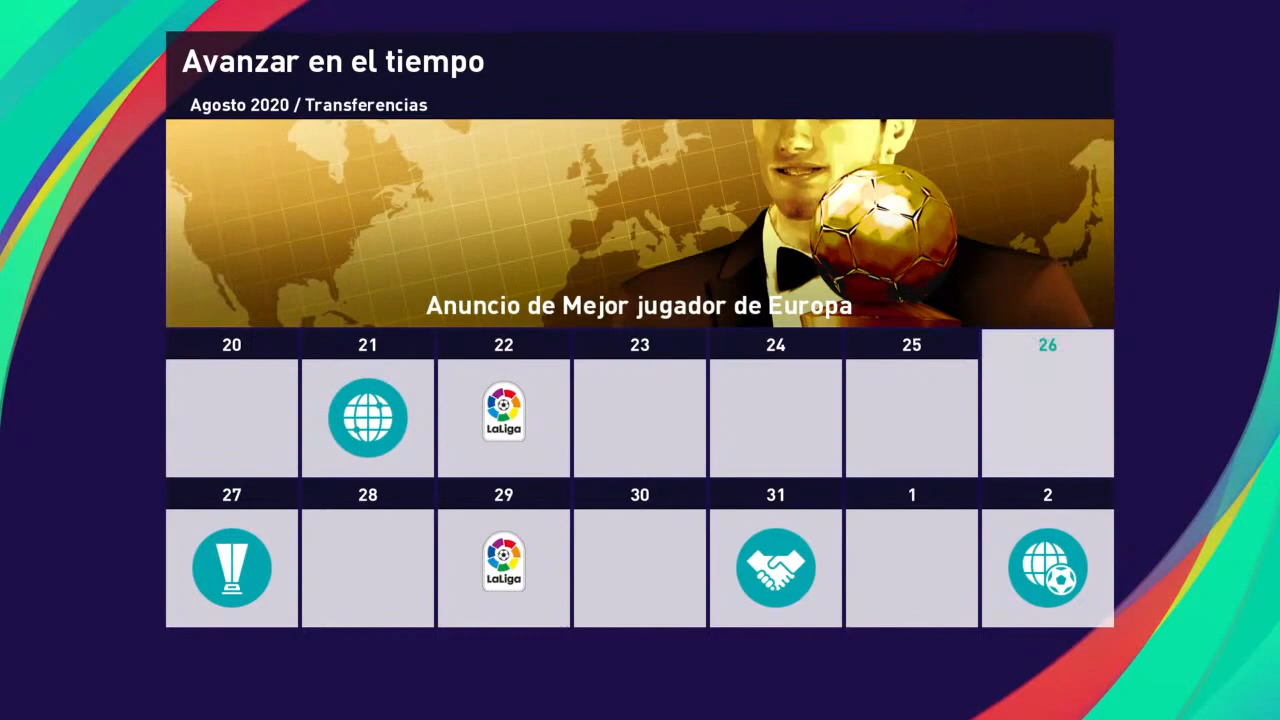 Avanzar en el tiempo
Agosto 2020 / Transferencias
Anuncio de Mejor jugador de Europa
20 21 22 23 24 25 26
LaLiga
27 28 29 30 31 1 2
LaLiga